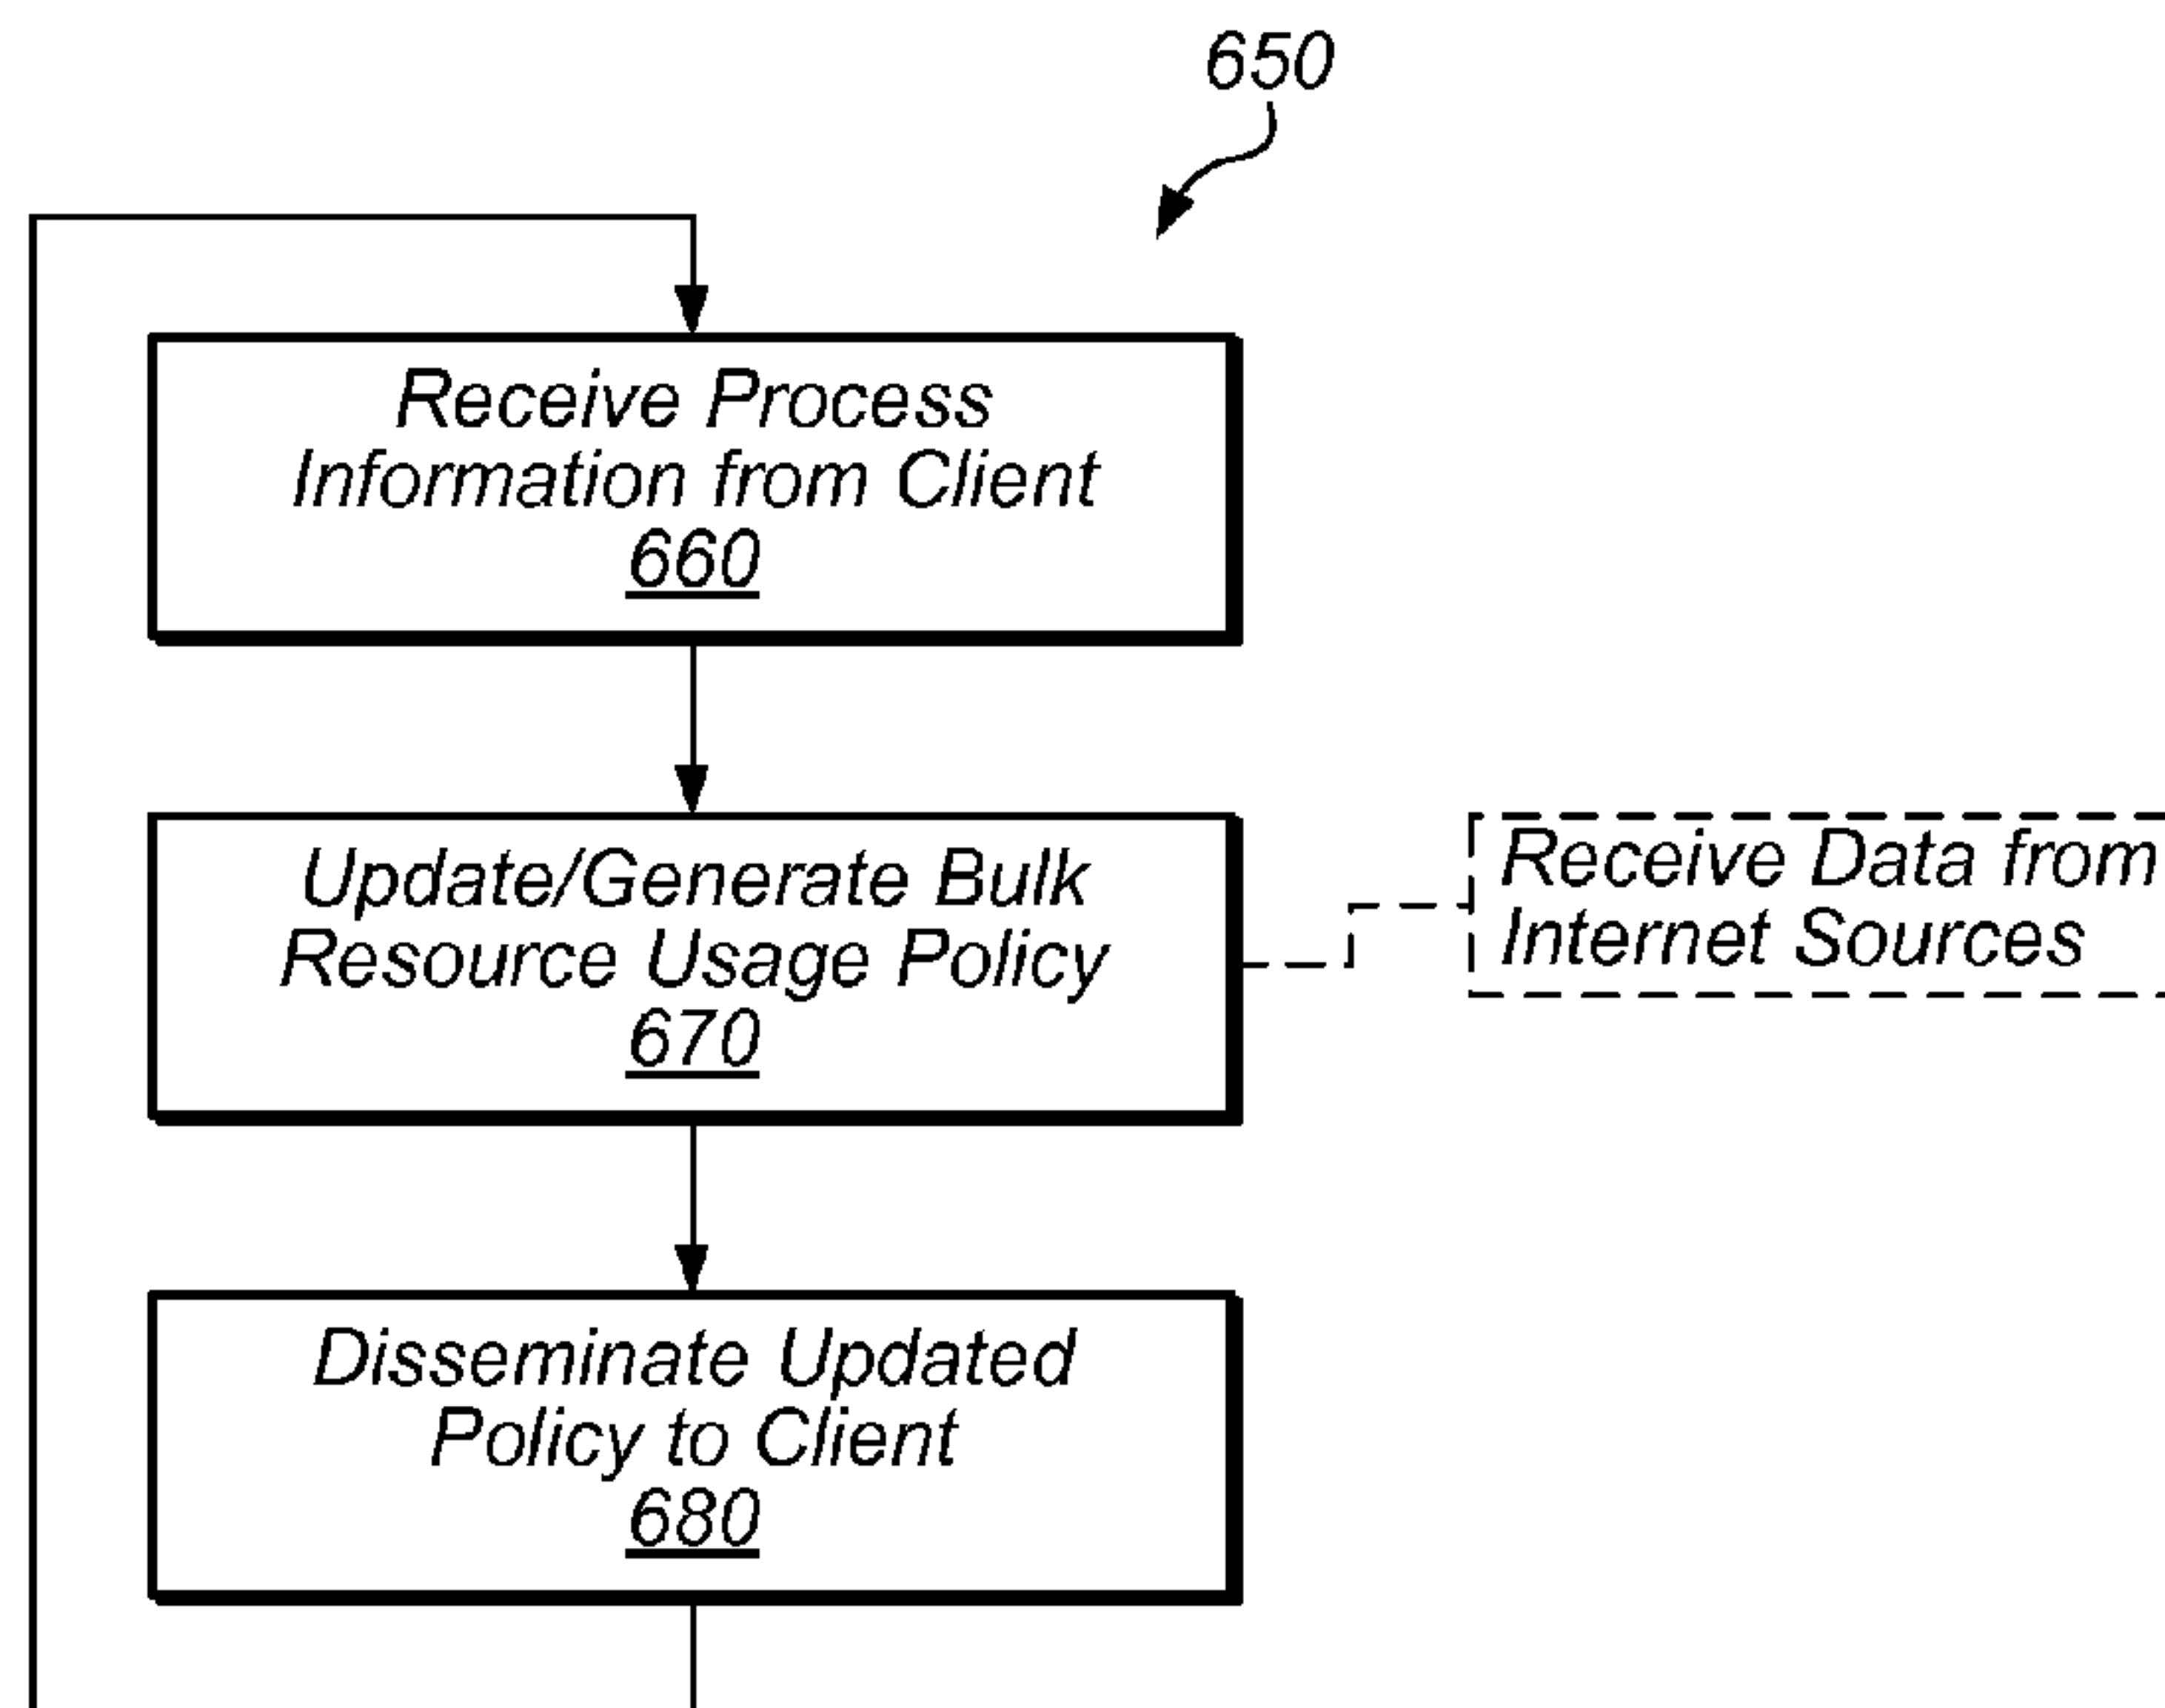 650
Receive Process
Information from Client
660
Update/Generate Bulk
Resource Usage Policy
670
Receive Data from
Internet Sources
Disseminate Updated
Policy to Client
680